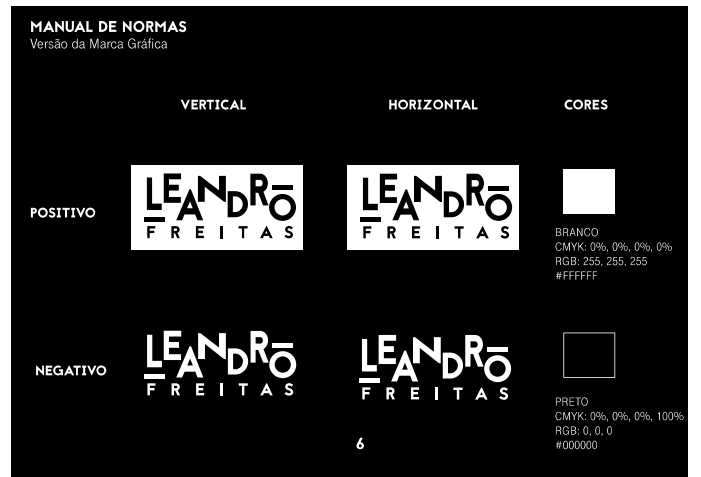 MANUAL DE NORMAS
Versão da Marca Gráfica
VERTICAL
HORIZONTAL
CORES
POSITIVO
LEANDRO
FREITAS
LEANDRO
FREITAS
BRANCO
CMYK: 0%, 0%, 0%, 0%
RGB: 255, 255, 255
#FFFFFF
NEGATIVO
LEANDRO
FREITAS
LEANDRO
FREITAS
PRETO
CMYK: 0%, 0%, 0%, 100%
RGB: 0, 0, 0
#000000
6